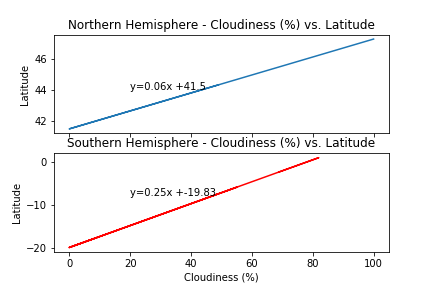 Northern Hemisphere - Cloudiness (%) vs. Latitude
46
44
42
Latitude
y=0.06x +41.5
Southern Hemisphere - Cloudiness (%) vs. Latitude
0
−10
−20
Latitude
y=0.25x +-19.83
0 20 40 60 80 100
Cloudiness (%)